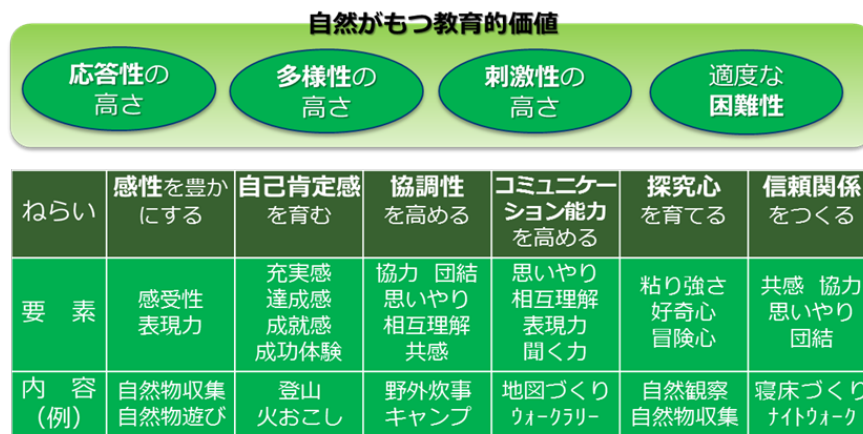 自然がもつ教育的価値
応答性の
高さ
多様性の
高さ
刺激性の
高さ
適度な
困難性
ねらい
感性を豊か
にする
自己肯定感
を育む
協調性
を高める
コミュニケー
ション能力
を高める
探究心
を育てる
信頼関係
をつくる
要 素
感受性
表現力
充実感
達成感
成就感
成功体験
協力 団結
思いやり
相互理解
共感
思いやり
相互理解
表現力
聞く力
粘り強さ
好奇心
冒険心
共感 協力
思いやり
団結
内 容
(例)
自然物収集
自然物遊び
登山
火おこし
野外炊事
キャンプ
地図づくり
ｳｫｰｸﾗﾘｰ
自然観察
自然物収集
寝床づくり
ﾅｲﾄｳｫｰｸ